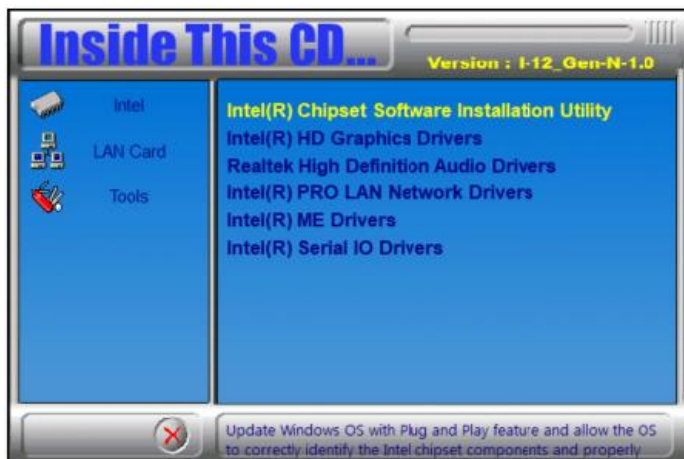 Inside This CD...
Version : I-12_Gen-N-1.0
Intel
LAN Card
Tools
Intel(R) Chipset Software Installation Utility
Intel(R) HD Graphics Drivers
Realtek High Definition Audio Drivers
Intel(R) PRO LAN Network Drivers
Intel(R) ME Drivers
Intel(R) Serial IO Drivers
Update Windows OS with Plug and Play feature and allow the OS
to correctly identify the Intel chipset components and properly